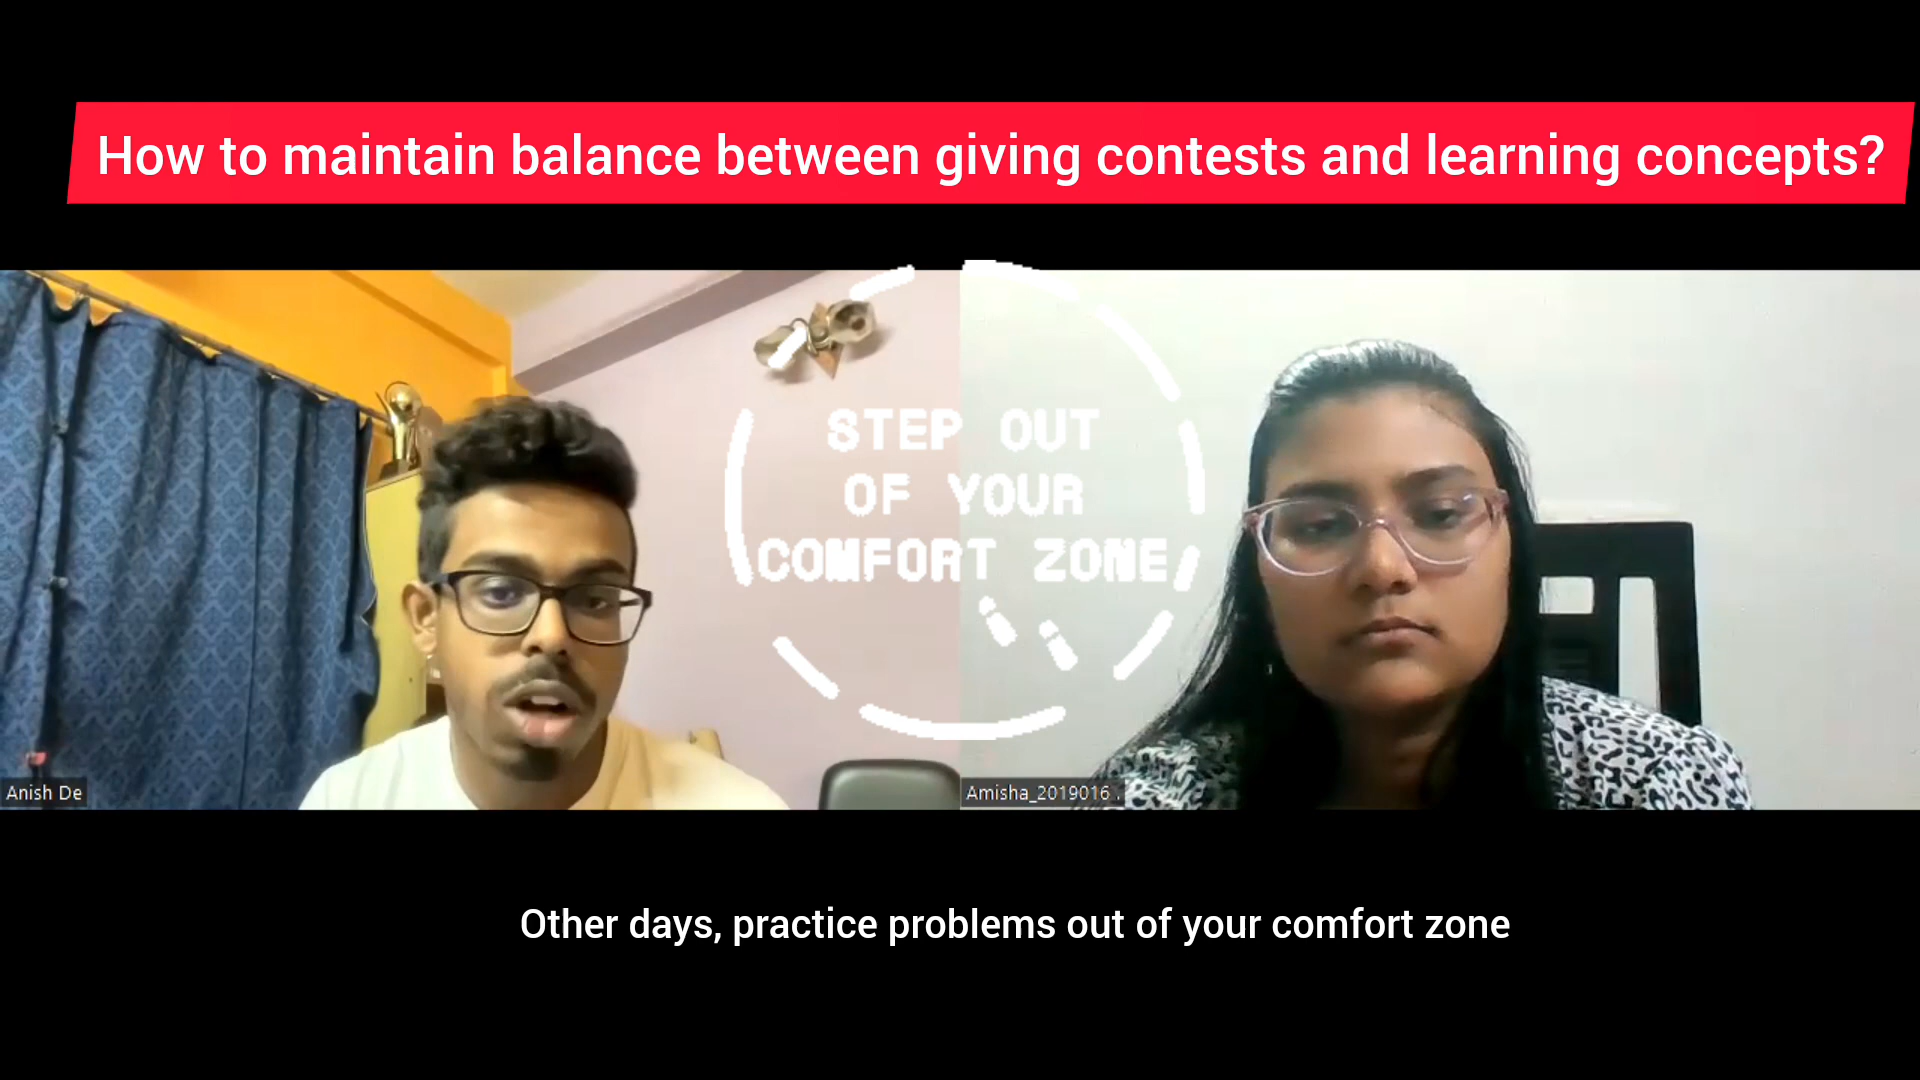 How to maintain balance between giving contests and learning concepts?
STEP OUT
OF YOUR
COMFORT ZONE
Anish De
Amisha_2019016 .
Other days, practice problems out of your comfort zone